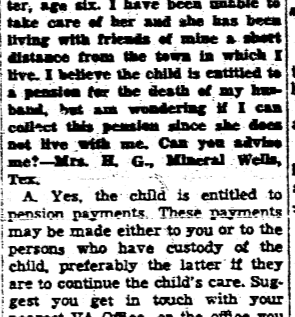 ter, age six. I have been unable to
take care of her and she has been
living with friends of mine a short
distance from the town in which I
live. I believe the child is entitled to
a pension for the death of my hus-
band, but am wondering if I can
collect this pension since she does
not live with me. Can you advise
me?—Mrs. H. G., Mineral Wells,
Tex.
A. Yes, the child is entitled to
pension payments. These payments
may be made either to you or to the
persons who have custody of the
child, preferably the latter if they
are to continue the child's care. Sug-
gest you get in touch with your
nearest VA Office, or the office you